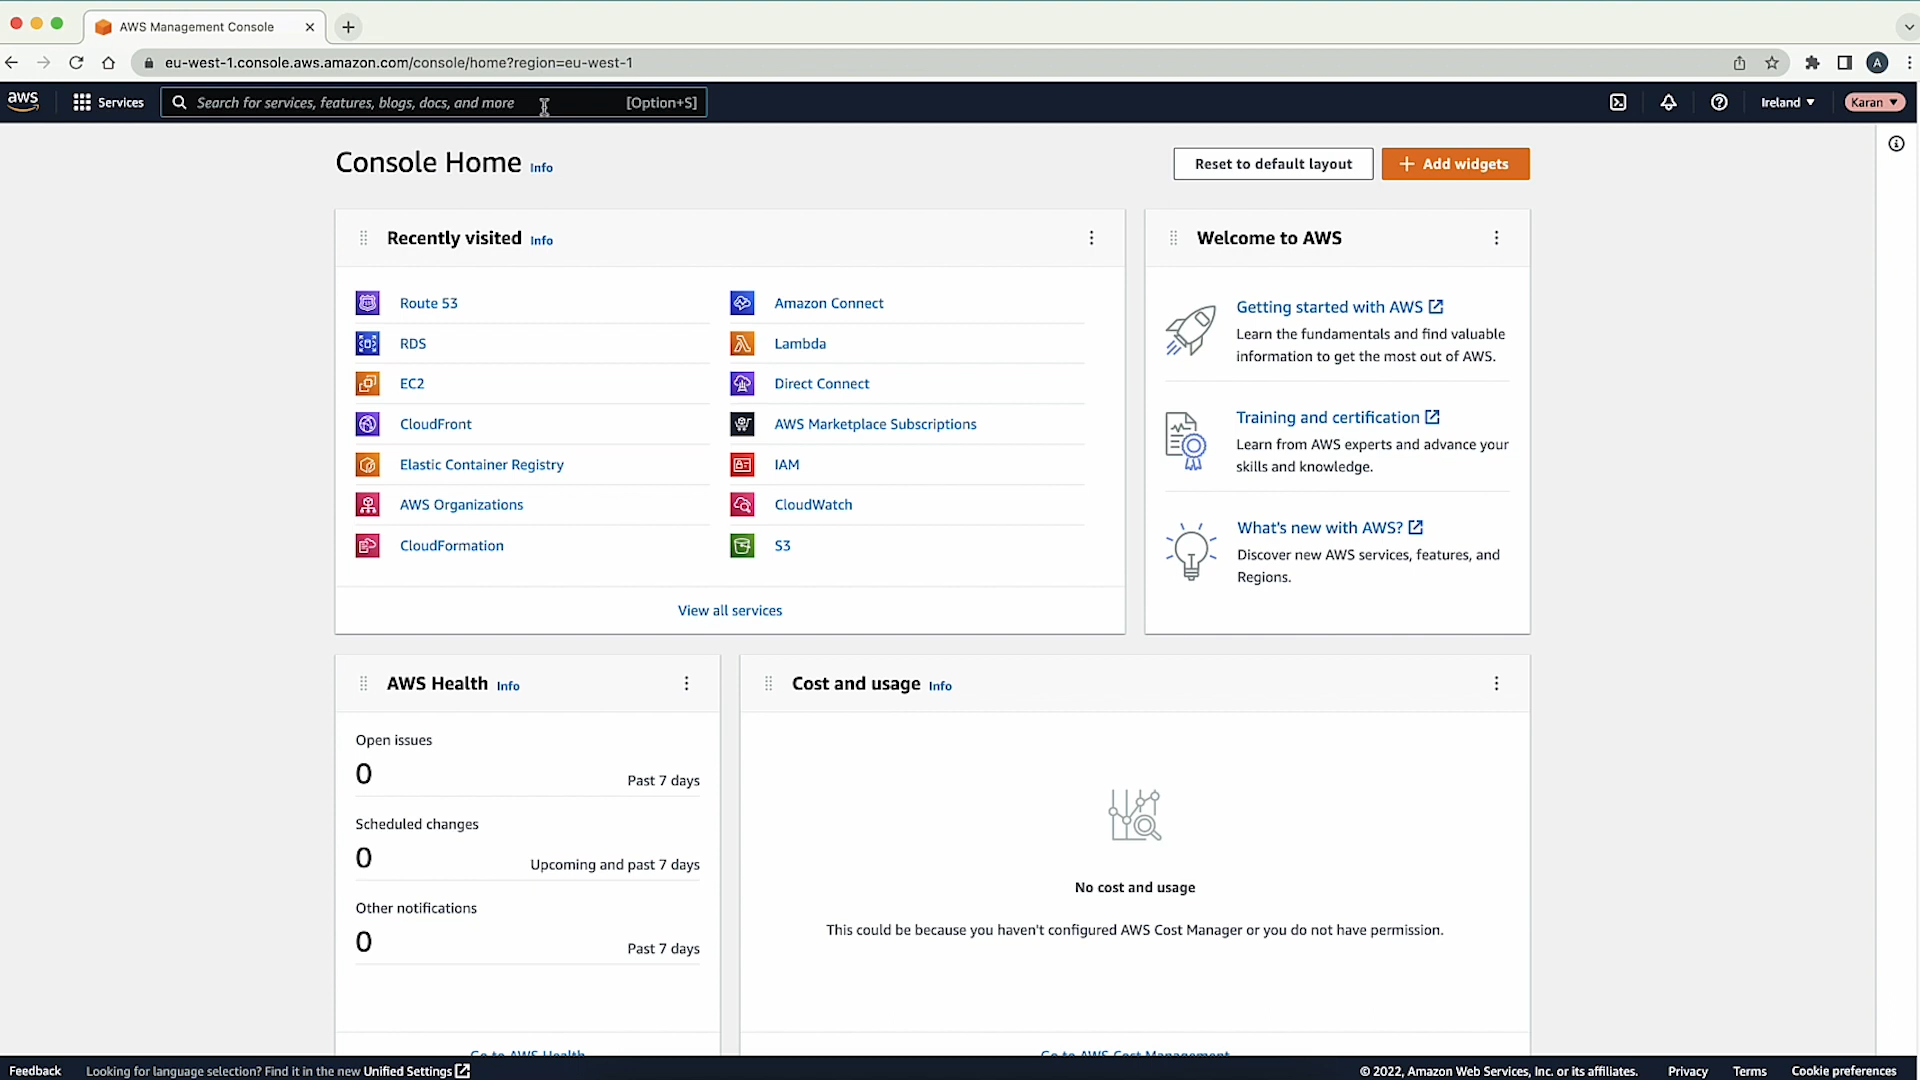 AWS Management Console
eu-west-1.console.aws.amazon.com/console/home?region=eu-west-1
A
aws
Services
Search for services, features, blogs, docs, and more
[Option+S]
Ireland
Karan
Console Home Info
Reset to default layout
Add widgets
Recently visited Info
Route 53
RDS
EC2
CloudFront
Elastic Container Registry
AWS Organizations
CloudFormation
Amazon Connect
Lambda
Direct Connect
AWS Marketplace Subscriptions
IAM
CloudWatch
S3
View all services
Welcome to AWS
Getting started with AWS
Learn the fundamentals and find valuable
information to get the most out of AWS.
Training and certification
Learn from AWS experts and advance your
skills and knowledge.
What's new with AWS?
Discover new AWS services, features, and
Regions.
AWS Health Info
Open issues
0
Past 7 days
Scheduled changes
0
Upcoming and past 7 days
Other notifications
0
Past 7 days
Go to AWS Health
Cost and usage Info
No cost and usage
This could be because you haven't configured AWS Cost Manager or you do not have permission.
Go to AWS Cost Management
Feedback
Looking for language selection? Find it in the new Unified Settings
© 2022, Amazon Web Services, Inc. or its affiliates.
Privacy
Terms
Cookie preferences